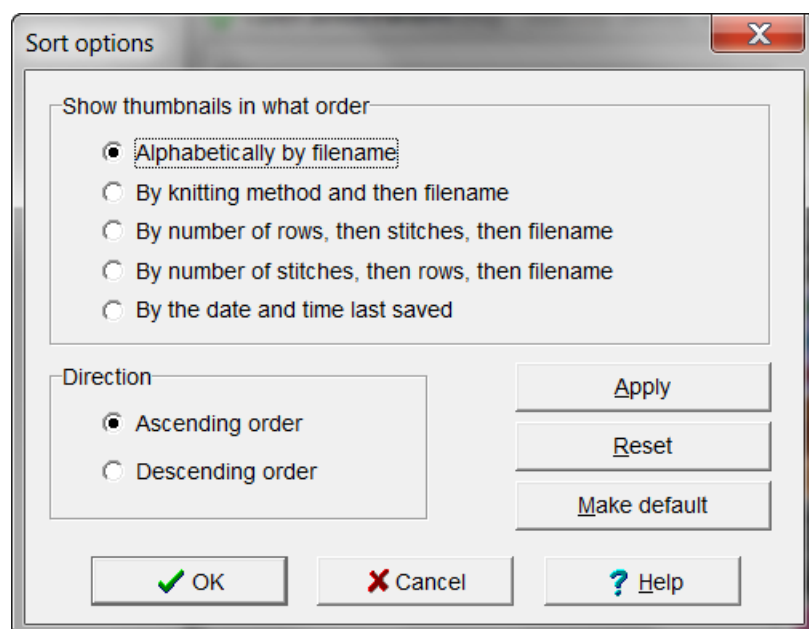 Sort options
Show thumbnails in what order
Alphabetically by filename
By knitting method and then filename
By number of rows, then stitches, then filename
By number of stitches, then rows, then filename
By the date and time last saved
Direction
Ascending order
Descending order
Apply
Reset
Make default
OK
Cancel
Help